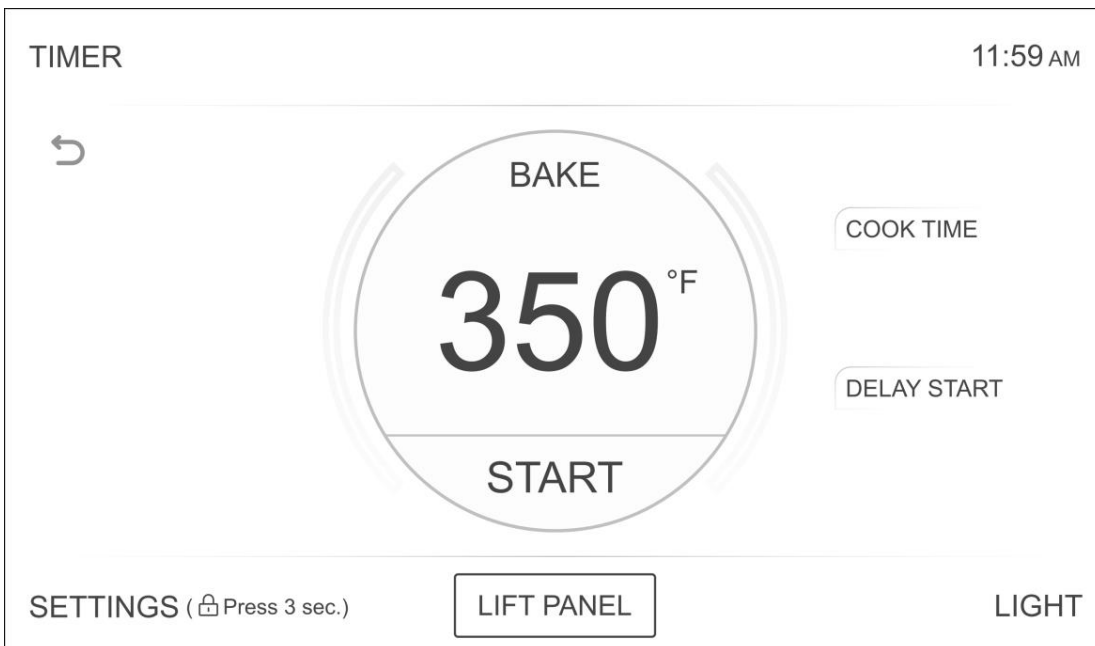 TIMER
11:59 AM
BAKE
350 °F
COOK TIME
DELAY START
START
SETTINGS ( Press 3 sec.)
LIFT PANEL
LIGHT